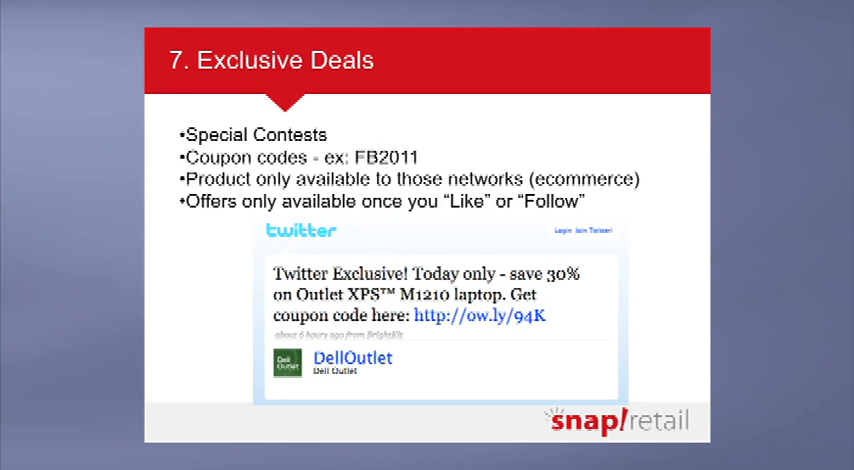 7. Exclusive Deals
•Special Contests
•Coupon codes - ex: FB2011
•Product only available to those networks (ecommerce)
•Offers only available once you “Like” or “Follow”
twitter
Login Join Twitter!
Twitter Exclusive! Today only - save 30%
on Outlet XPS™ M1210 laptop. Get
coupon code here: http://ow.ly/94K
about 6 hours ago from BrightKit
Dell
Outlet
DellOutlet
Dell Outlet
snap!retail